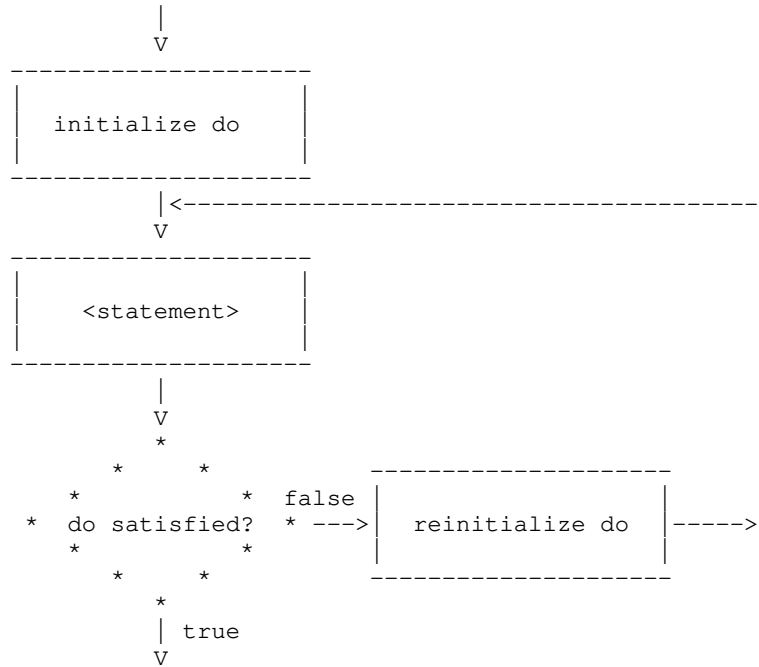 initialize do
<statement>
false
do satisfied?
reinitialize do
true